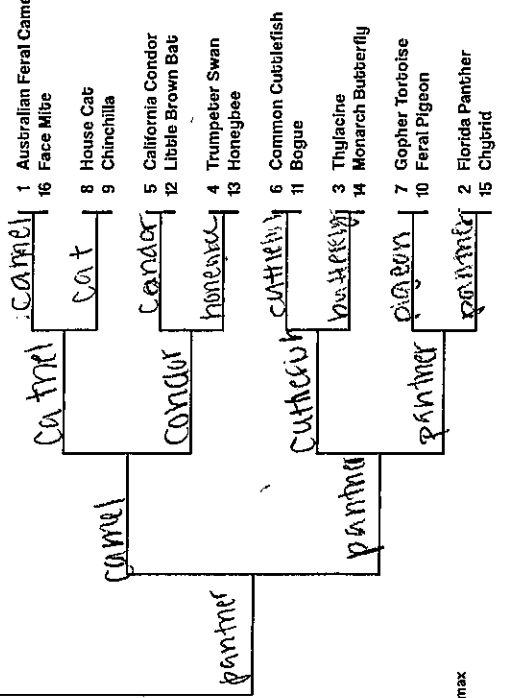 1 Australian Feral Came
16 Face Mite
8 House Cat
9 Chinchilla
5 California Condor
12 Little Brown Bat
4 Trumpeter Swan
13 Honeybee
6 Common Cuttlefish
11 Bogue
3 Thylacine
14 Monarch Butterfly
7 Gopher Tortoise
10 Feral Pigeon
2 Florida Panther
15 Chytrid
camel
cat
condor
honeybee
cuttlefish
butterfly
pigeon
panther
camel
condor
cuttlefish
panther
camel
panther
panther
max